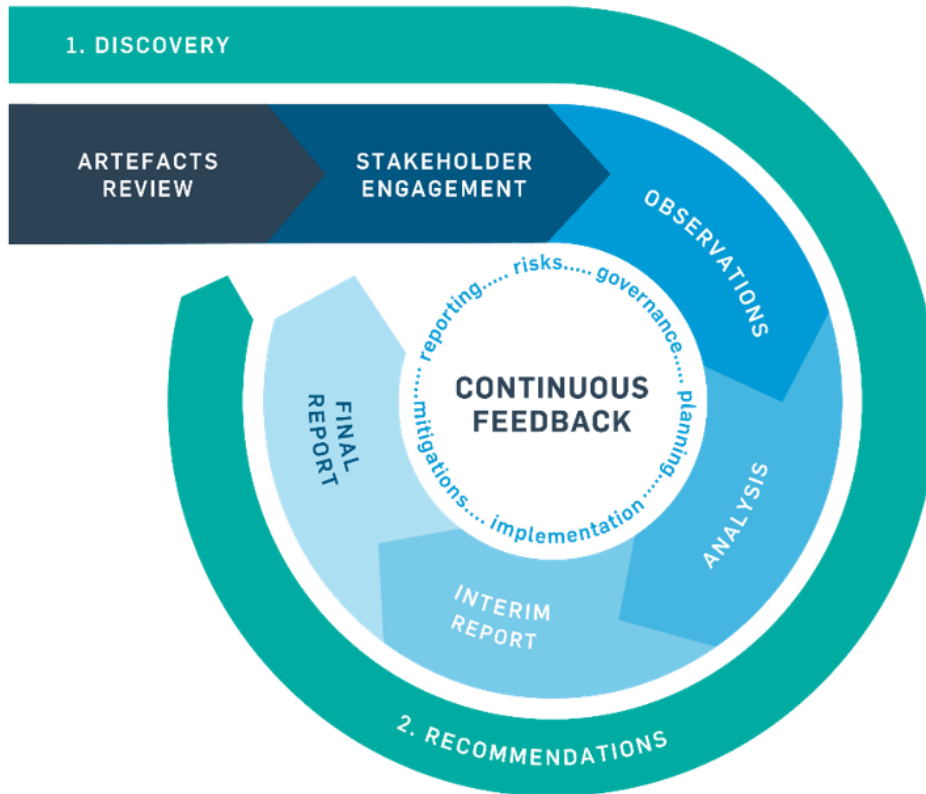 1. DISCOVERY
ARTEFACTS
REVIEW
STAKEHOLDER
ENGAGEMENT
OBSERVATIONS
ANALYSIS
INTERIM
REPORT
FINAL
REPORT
2. RECOMMENDATIONS
reporting..... risks..... governance...... planning...... implementation ..... mitigations....
CONTINUOUS
FEEDBACK